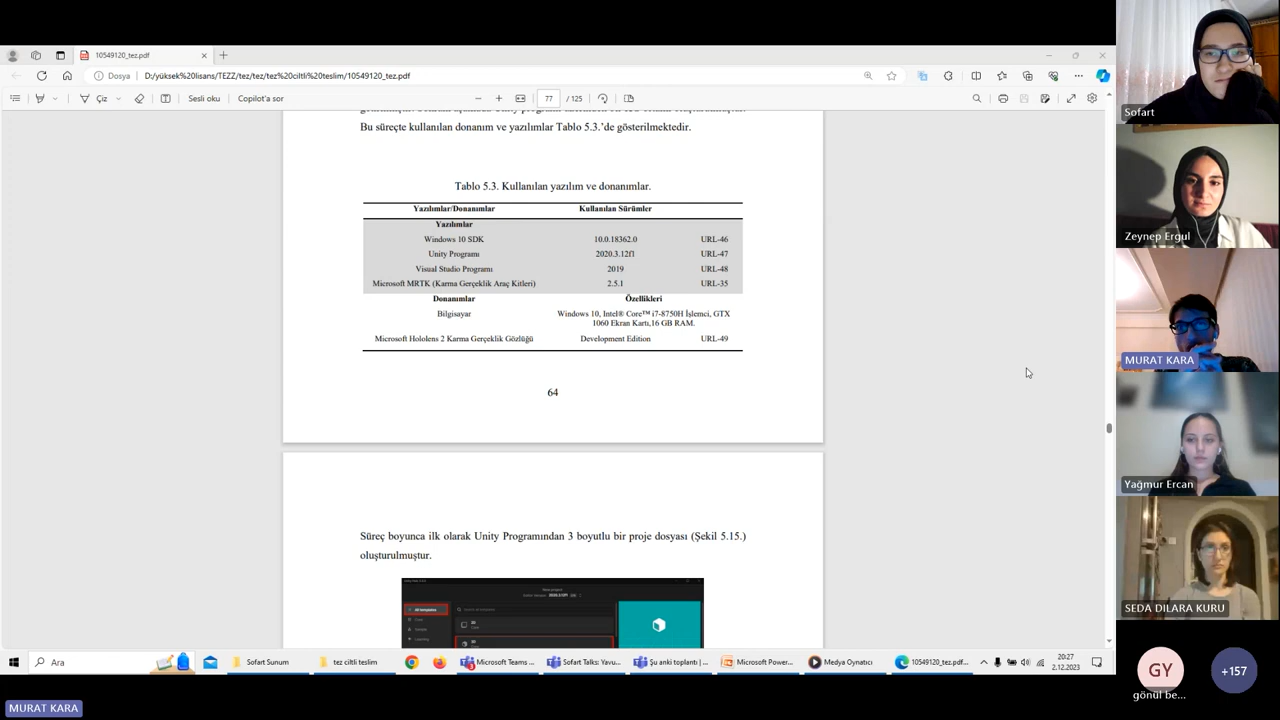 10549120_tez.pdf
Dosya
D:/yüksek%20lisans/TEZZ/tez/tez/tez%20ciltli%20teslim/10549120_tez.pdf
Çiz
Sesli oku
Copilot'a sor
77 / 125
Bu süreçte kullanılan donanım ve yazılımlar Tablo 5.3.'de gösterilmektedir.
Tablo 5.3. Kullanılan yazılım ve donanımlar.
Yazılımlar/Donanımlar Kullanılan Sürümler
Yazılımlar
Windows 10 SDK 10.0.18362.0 URL-46
Unity Programı 2020.3.12f1 URL-47
Visual Studio Programı 2019 URL-48
Microsoft MRTK (Karma Gerçeklik Araç Kitleri) 2.5.1 URL-35
Donanımlar Özellikleri
Bilgisayar Windows 10, Intel® Core™ i7-8750H İşlemci, GTX
1060 Ekran Kartı,16 GB RAM.
Microsoft Hololens 2 Karma Gerçeklik Gözlüğü Development Edition URL-49
64
Süreç boyunca ilk olarak Unity Programından 3 boyutlu bir proje dosyası (Şekil 5.15.)
oluşturulmuştur.
All templates
Ara
Sofart Sunum
tez ciltli teslim
Microsoft Teams ...
Sofart Talks: Yavu...
Şu anki toplantı | ...
Microsoft Power...
Medya Oynatıcı
10549120_tez.pdf...
20:27
2.12.2023
Sofart
Zeynep Ergul
MURAT KARA
Yağmur Ercan
SEDA DILARA KURU
GY
gönül be...
+157
MURAT KARA